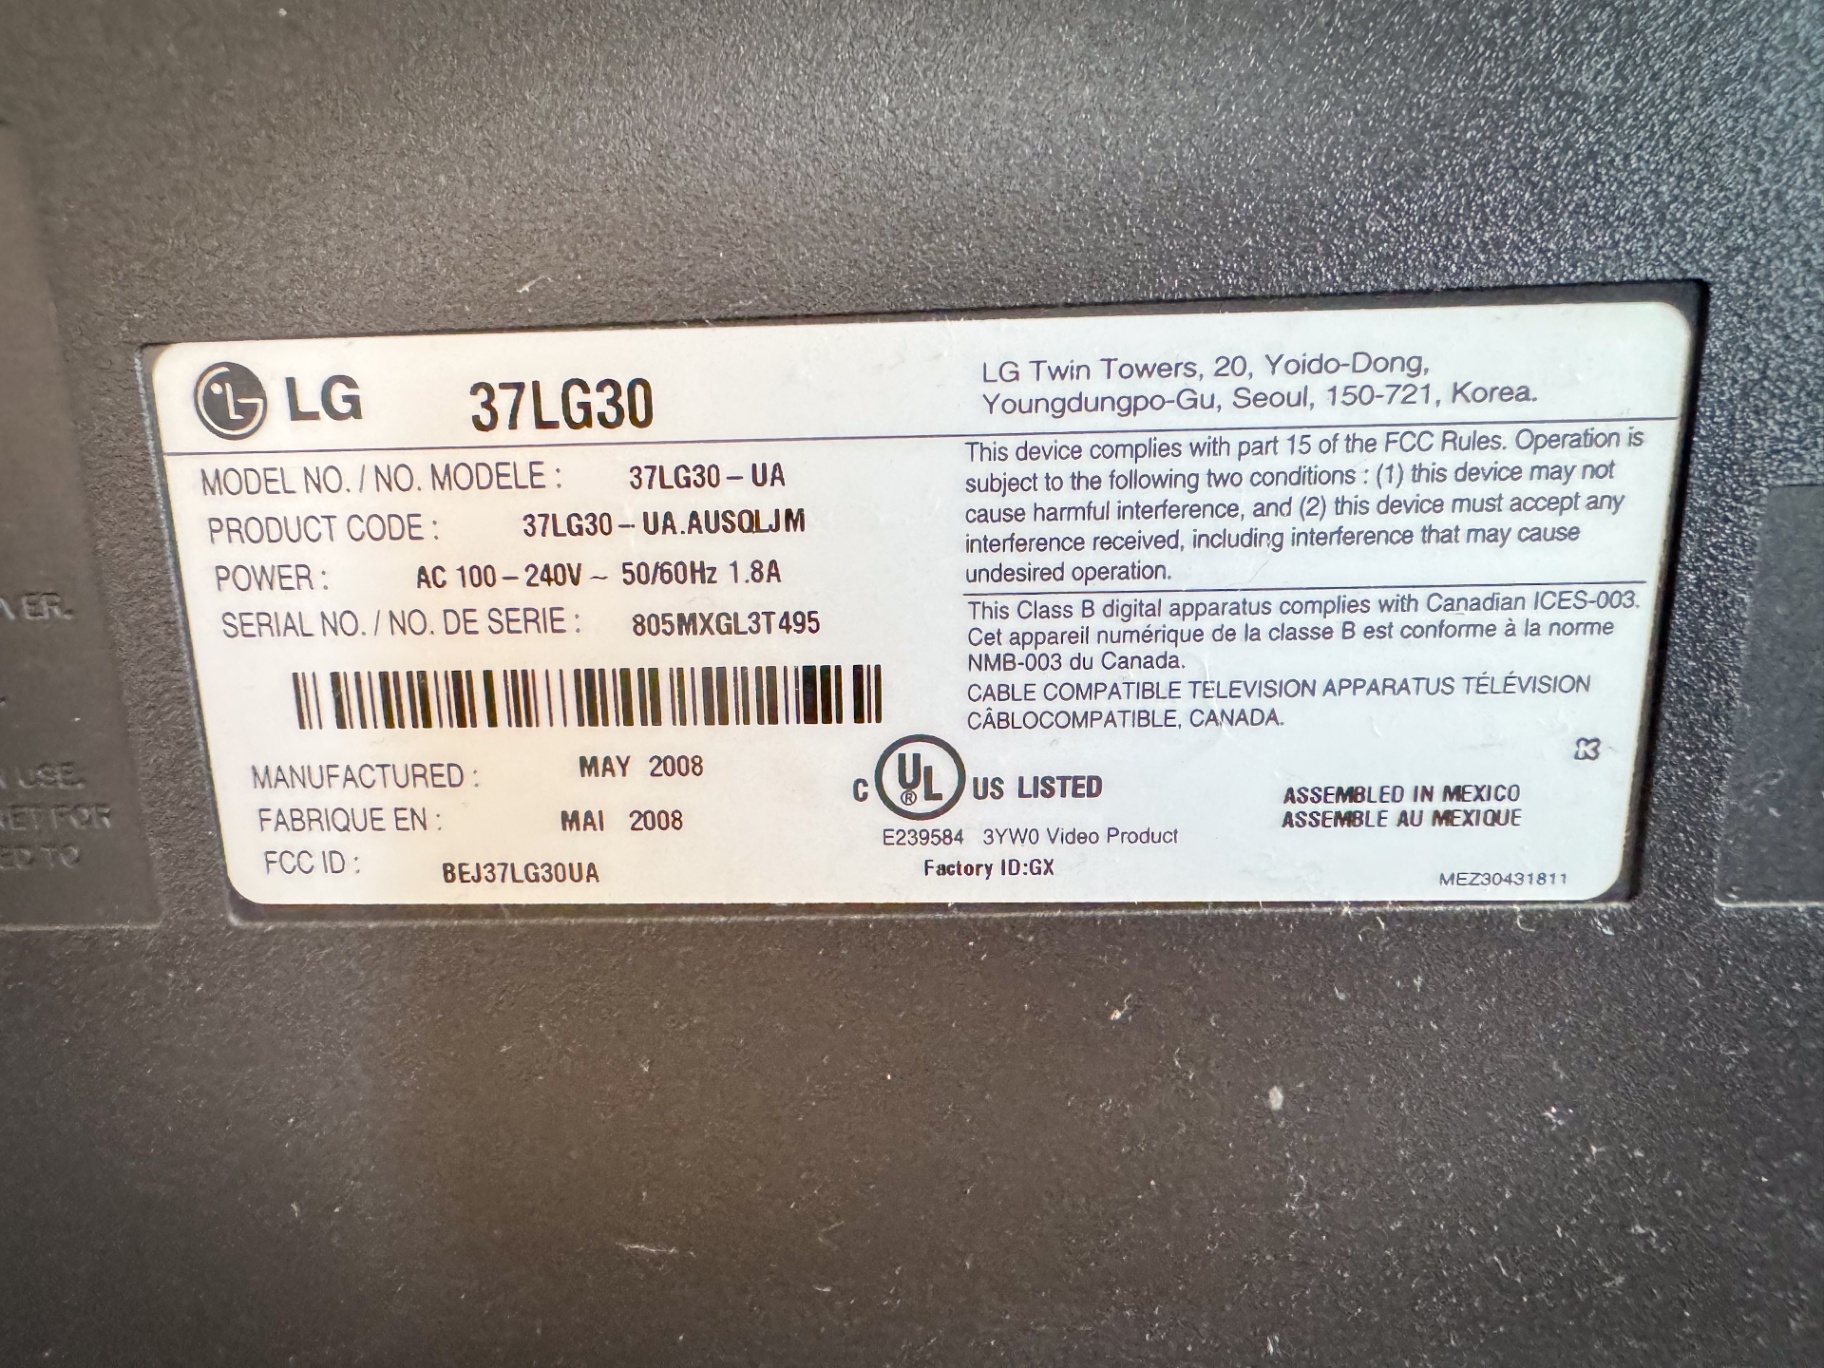 LG 37LG30
LG Twin Towers, 20, Yoido-Dong,
Youngdungpo-Gu, Seoul, 150-721, Korea.
MODEL NO. / NO. MODELE : 37LG30 – UA
PRODUCT CODE : 37LG30 – UA.AUSQLJM
POWER : AC 100 – 240V ~ 50/60Hz 1.8A
SERIAL NO. / NO. DE SERIE : 805MXGL3T495
MANUFACTURED : MAY 2008
FABRIQUE EN : MAI 2008
FCC ID : BEJ37LG30UA
This device complies with part 15 of the FCC Rules. Operation is
subject to the following two conditions : (1) this device may not
cause harmful interference, and (2) this device must accept any
interference received, including interference that may cause
undesired operation.
This Class B digital apparatus complies with Canadian ICES-003.
Cet appareil numérique de la classe B est conforme à la norme
NMB-003 du Canada.
CABLE COMPATIBLE TELEVISION APPARATUS TÉLÉVISION
CÂBLOCOMPATIBLE, CANADA.
C UL® US LISTED
E239584 3YW0 Video Product
Factory ID:GX
ASSEMBLED IN MEXICO
ASSEMBLE AU MEXIQUE
MEZ30431811
USE.
FOR
TO